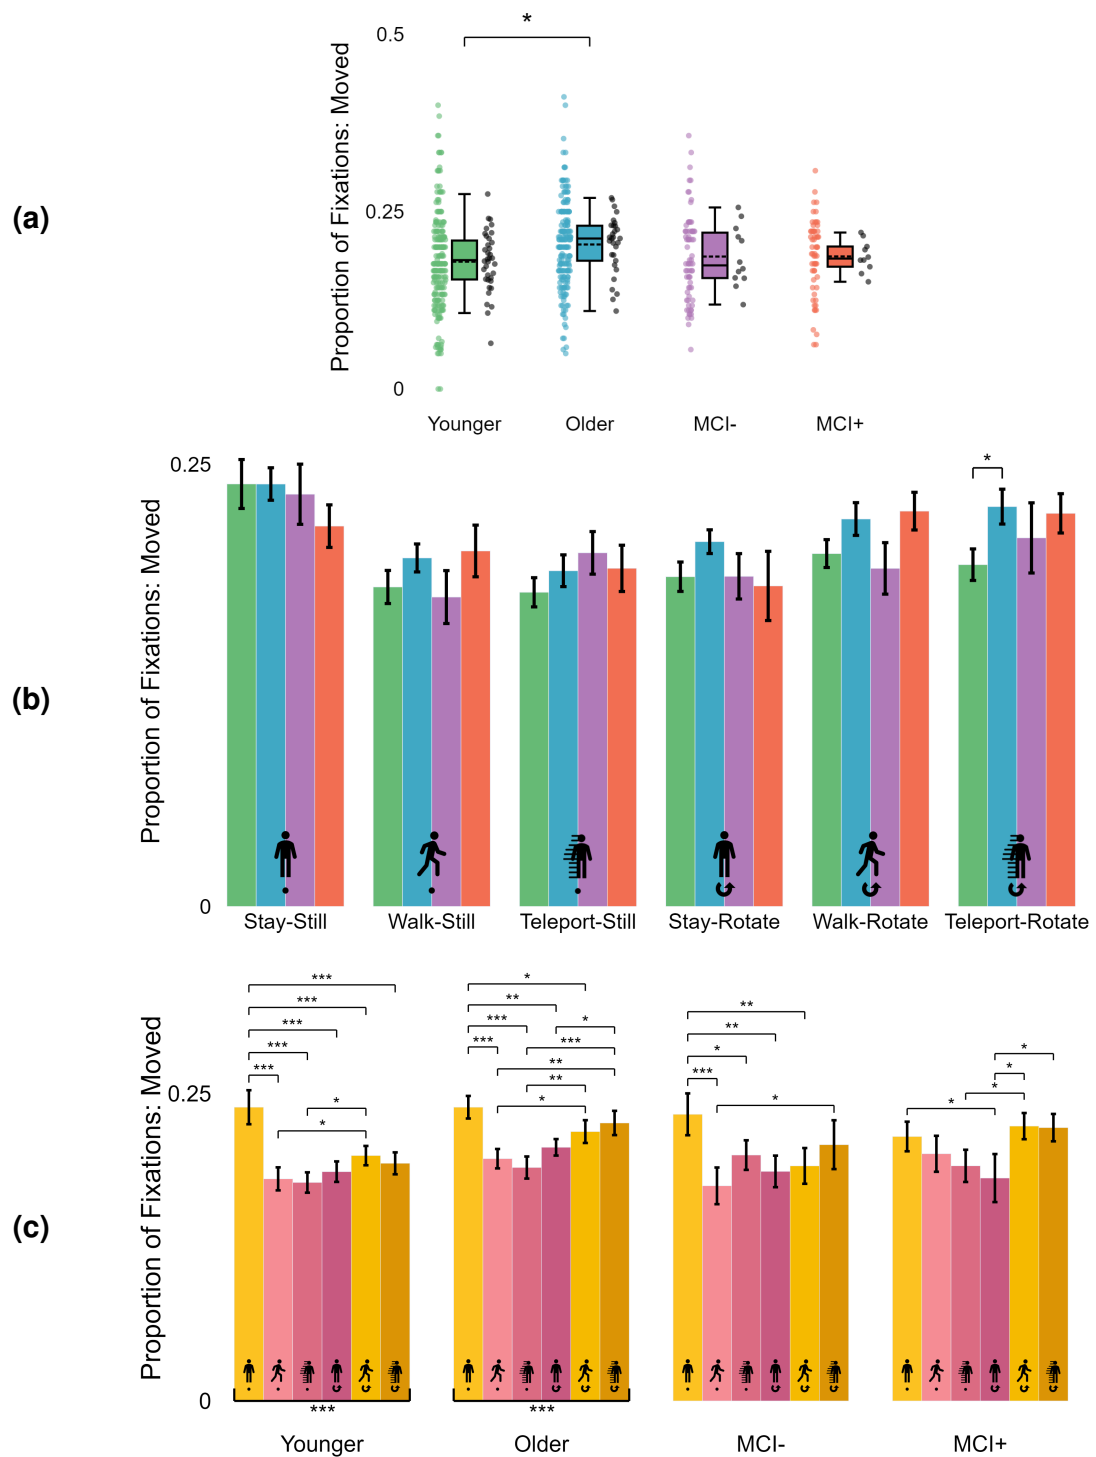 (a)
Proportion of Fixations: Moved
0.5
0.25
0
*
Younger
Older
MCI-
MCI+
(b)
Proportion of Fixations: Moved
0.25
0
*
Stay-Still
Walk-Still
Teleport-Still
Stay-Rotate
Walk-Rotate
Teleport-Rotate
(c)
Proportion of Fixations: Moved
0.25
0
***
***
***
***
***
*
*
***
*
**
***
*
***
***
**
**
*
***
**
**
*
***
*
*
*
*
*
Younger
Older
MCI-
MCI+